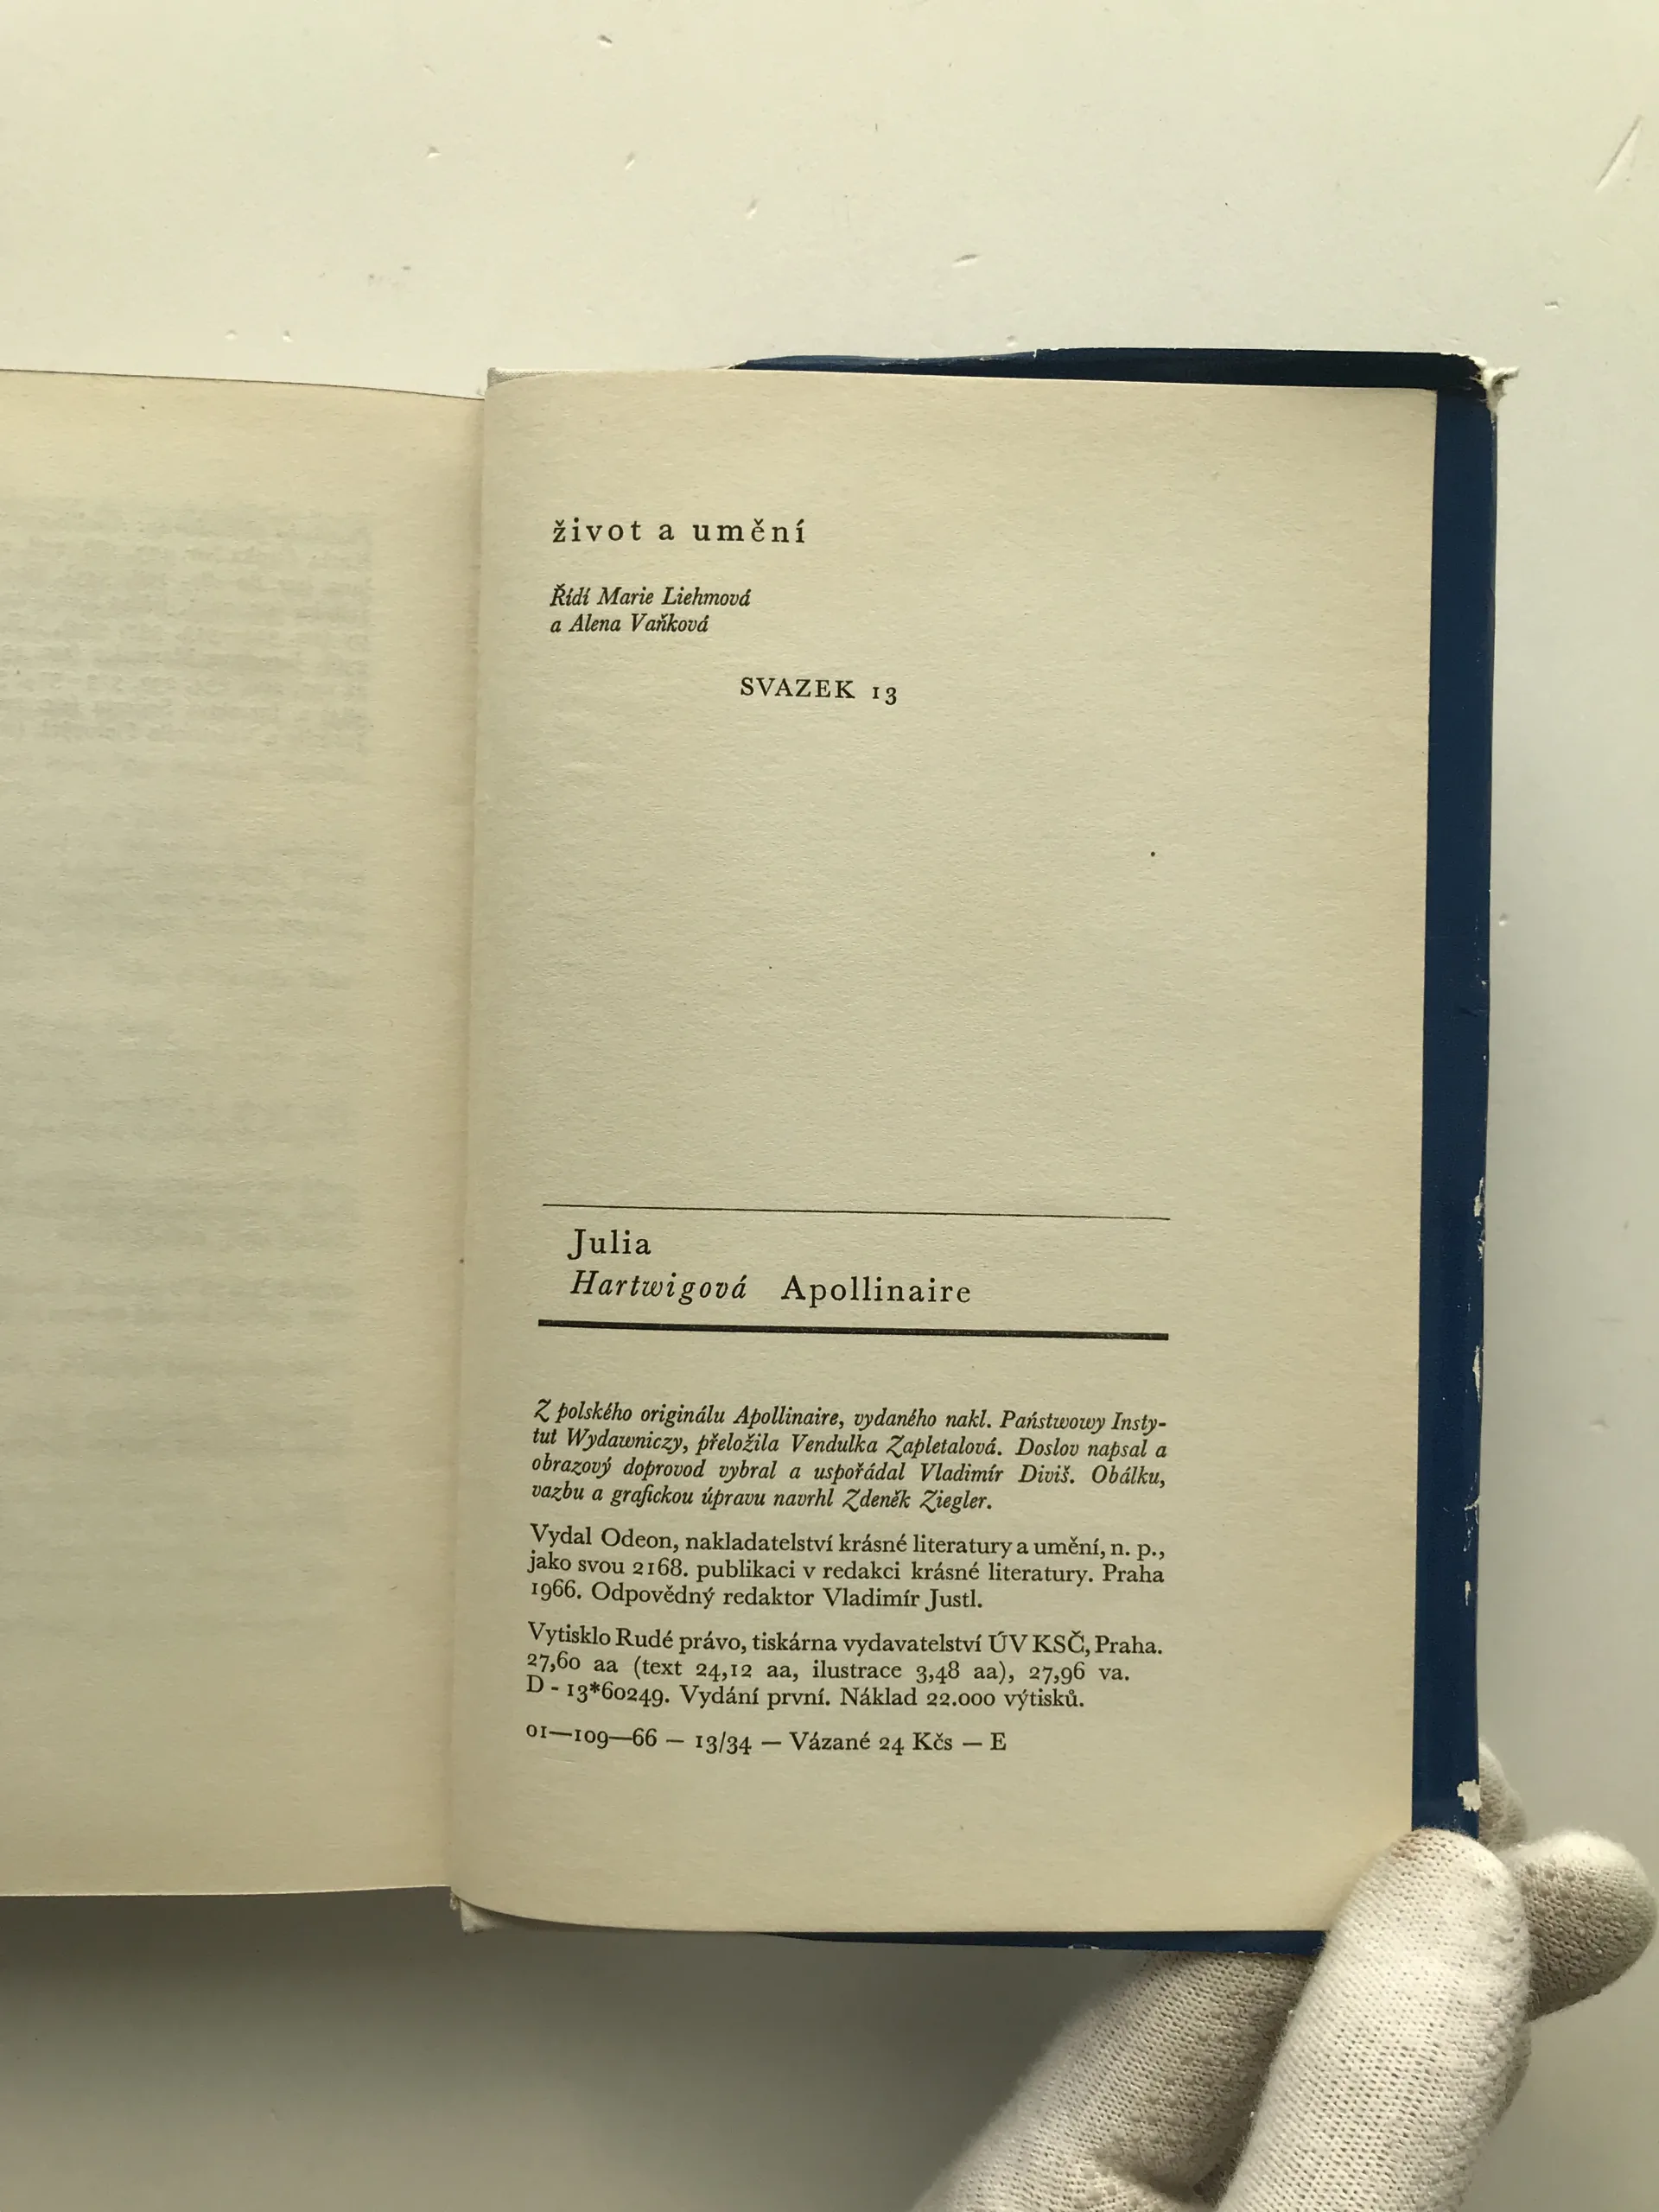 život a umění
Řídí Marie Liehmová
a Alena Vaňková
SVAZEK 13
Julia
Hartwigová Apollinaire
Z polského originálu Apollinaire, vydaného nakl. Państwowy Insty-
tut Wydawniczy, přeložila Vendulka Zapletalová. Doslov napsal a
obrazový doprovod vybral a uspořádal Vladimír Diviš. Obálku,
vazbu a grafickou úpravu navrhl Zdeněk Ziegler.
Vydal Odeon, nakladatelství krásné literatury a umění, n. p.,
jako svou 2168. publikaci v redakci krásné literatury. Praha
1966. Odpovědný redaktor Vladimír Justl.
Vytisklo Rudé právo, tiskárna vydavatelství ÚV KSČ, Praha.
27,60 aa (text 24,12 aa, ilustrace 3,48 aa), 27,96 va.
D - 13*60249. Vydání první. Náklad 22.000 výtisků.
01—109—66 — 13/34 — Vázané 24 Kčs — E